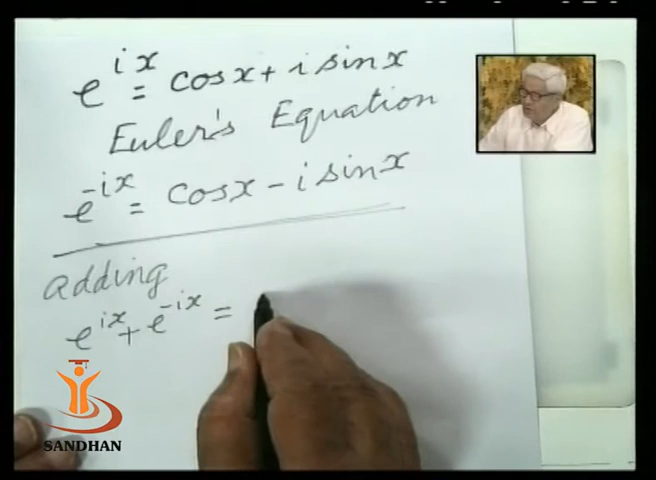 e^{ix} = cosx + i sinx
Euler's Equation
e^{-ix} = cosx - i sinx
Adding
e^{ix} + e^{-ix} =
SANDHAN